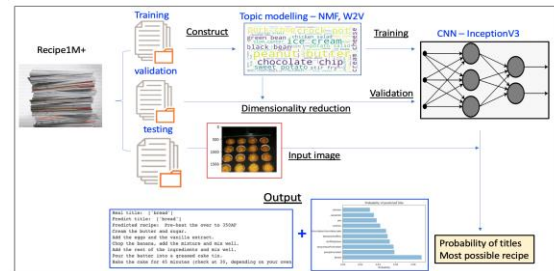 Training
Topic modelling – NMF, W2V
Recipe1M+
Construct
green bean
ice cream
black bean
peanut butter
chocolate chip
sweet potato
cream cheese
Training
CNN – InceptionV3
validation
Validation
Dimensionality reduction
testing
Input image
Output
Real title: ['bread']
Predict title: ['bread']
Predicted recipe: Pre-heat the oven to 350ºF
Cream the butter and sugar.
Add the eggs and the vanilla extract.
Chop the banana, add the mixture and mix well.
Add the rest of the ingredients and mix well.
Pour the batter into a greased cake tin.
Bake the cake for 45 minutes (check at 30, depending on your oven
+
Probability of titles
Most possible recipe